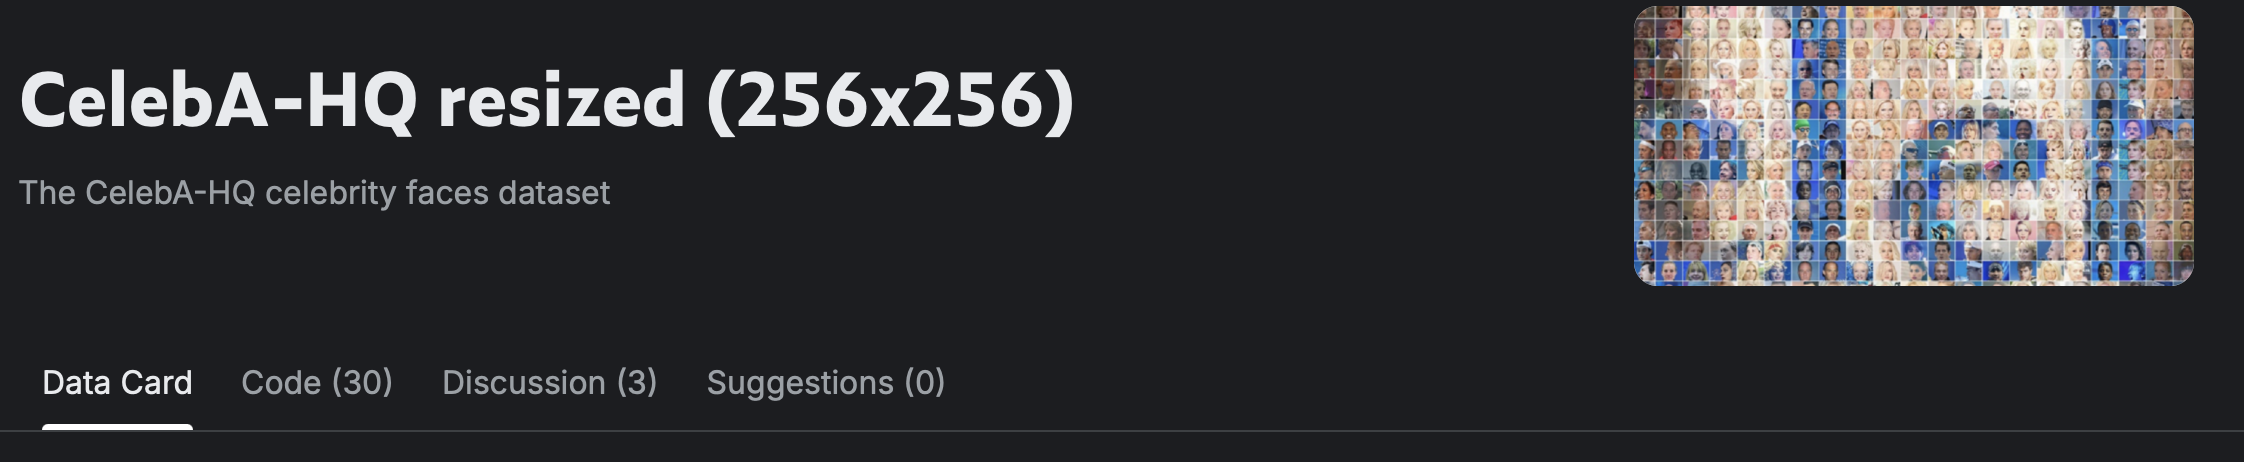 CelebA-HQ resized (256x256)
The CelebA-HQ celebrity faces dataset
Data Card
Code (30)
Discussion (3)
Suggestions (0)